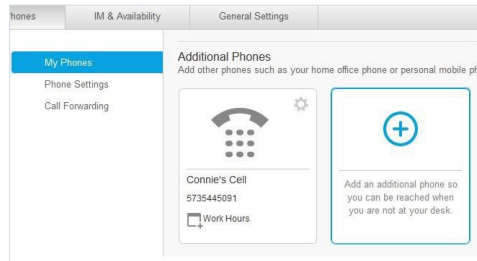 hones
IM & Availability
General Settings
My Phones
Phone Settings
Call Forwarding
Additional Phones
Add other phones such as your home office phone or personal mobile ph
Connie's Cell
5735445091
Work Hours
Add an additional phone so
you can be reached when
you are not at your desk.